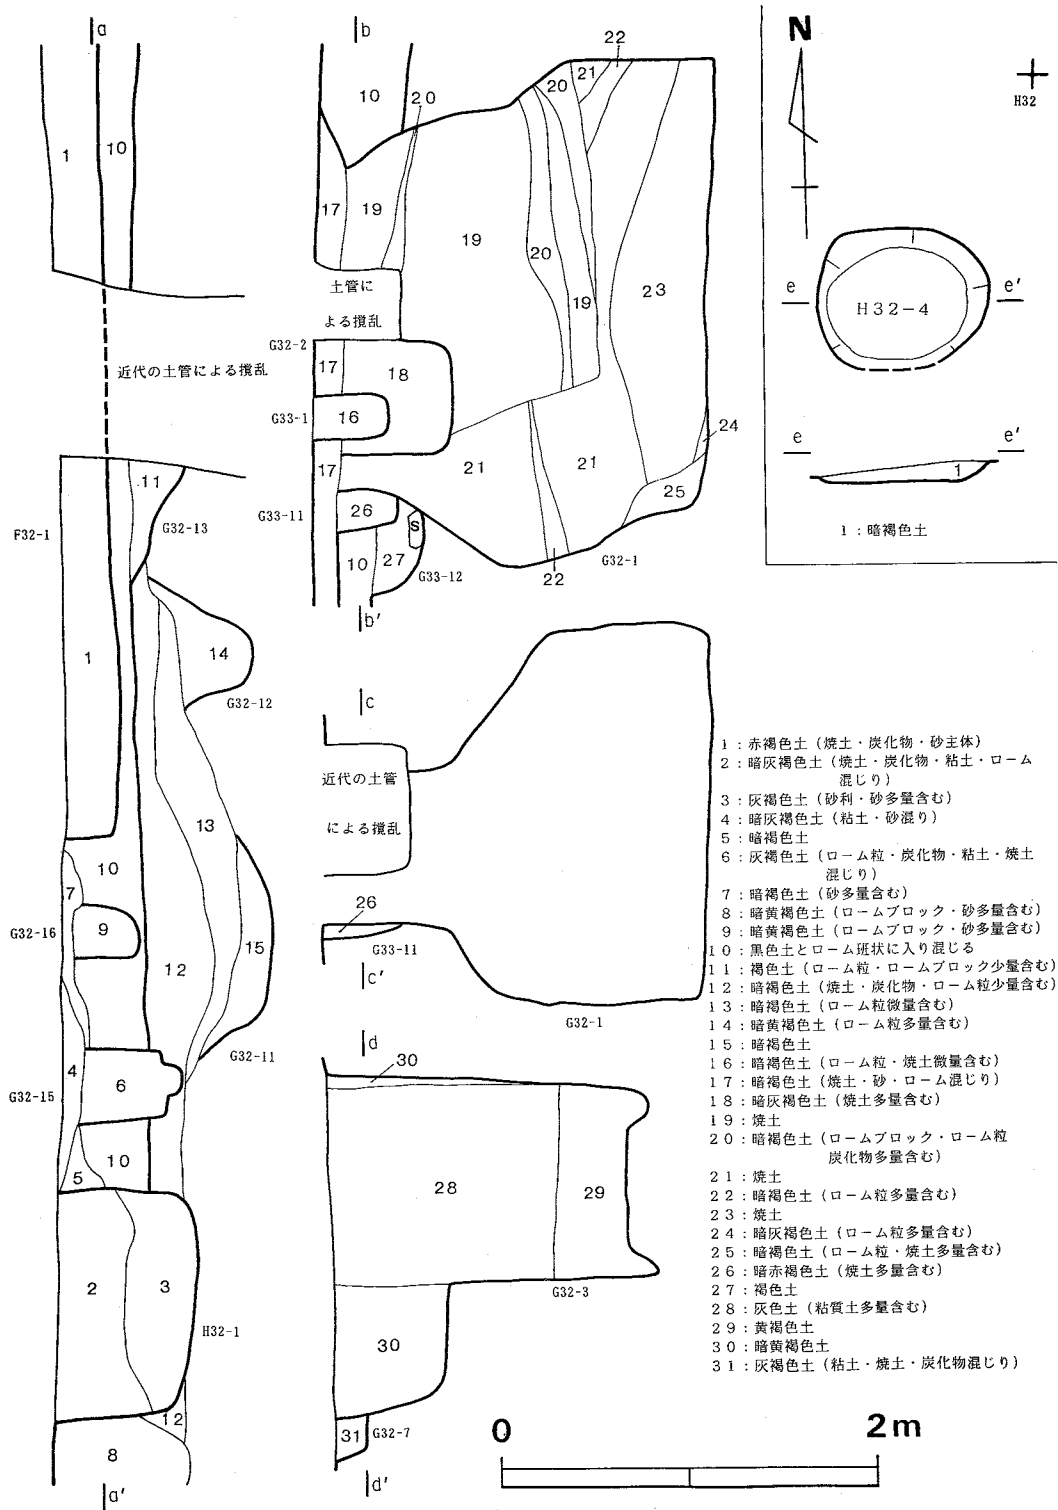 a
1
10
近代の土管による撹乱
F32-1
11
G32-13
1
14
G32-12
13
10
7
G32-16
9
12
15
G32-11
4
6
G32-15
10
5
2
3
H32-1
12
8
a'
b
22
10
20
20
21
17
19
19
20
19
23
土管に
よる撹乱
G32-2
17
18
G33-1
16
24
17
21
21
25
G33-11
26
S
10
27
G33-12
22
G32-1
b'
c
近代の土管
による撹乱
26
G33-11
c'
G32-1
d
30
28
29
G32-3
30
31
G32-7
d'
N
H32
e
e'
H32-4
e
e'
1
1:暗褐色土
1:赤褐色土(焼土・炭化物・砂主体)
2:暗灰褐色土(焼土・炭化物・粘土・ローム
混じり)
3:灰褐色土(砂利・砂多量含む)
4:暗灰褐色土(粘土・砂混り)
5:暗褐色土
6:灰褐色土(ローム粒・炭化物・粘土・焼土
混じり)
7:暗褐色土(砂多量含む)
8:暗黄褐色土(ロームブロック・砂多量含む)
9:暗黄褐色土(ロームブロック・砂多量含む)
10:黒色土とローム斑状に入り混じる
11:褐色土(ローム粒・ロームブロック少量含む)
12:暗褐色土(焼土・炭化物・ローム粒少量含む)
13:暗褐色土(ローム粒微量含む)
14:暗黄褐色土(ローム粒多量含む)
15:暗褐色土
16:暗褐色土(ローム粒・焼土微量含む)
17:暗褐色土(焼土・砂・ローム混じり)
18:暗灰褐色土(焼土多量含む)
19:焼土
20:暗褐色土(ロームブロック・ローム粒
炭化物多量含む)
21:焼土
22:暗褐色土(ローム粒多量含む)
23:焼土
24:暗灰褐色土(ローム粒多量含む)
25:暗褐色土(ローム粒・焼土多量含む)
26:暗赤褐色土(焼土多量含む)
27:褐色土
28:灰色土(粘質土多量含む)
29:黄褐色土
30:暗黄褐色土
31:灰褐色土(粘土・焼土・炭化物混じり)
0
2m